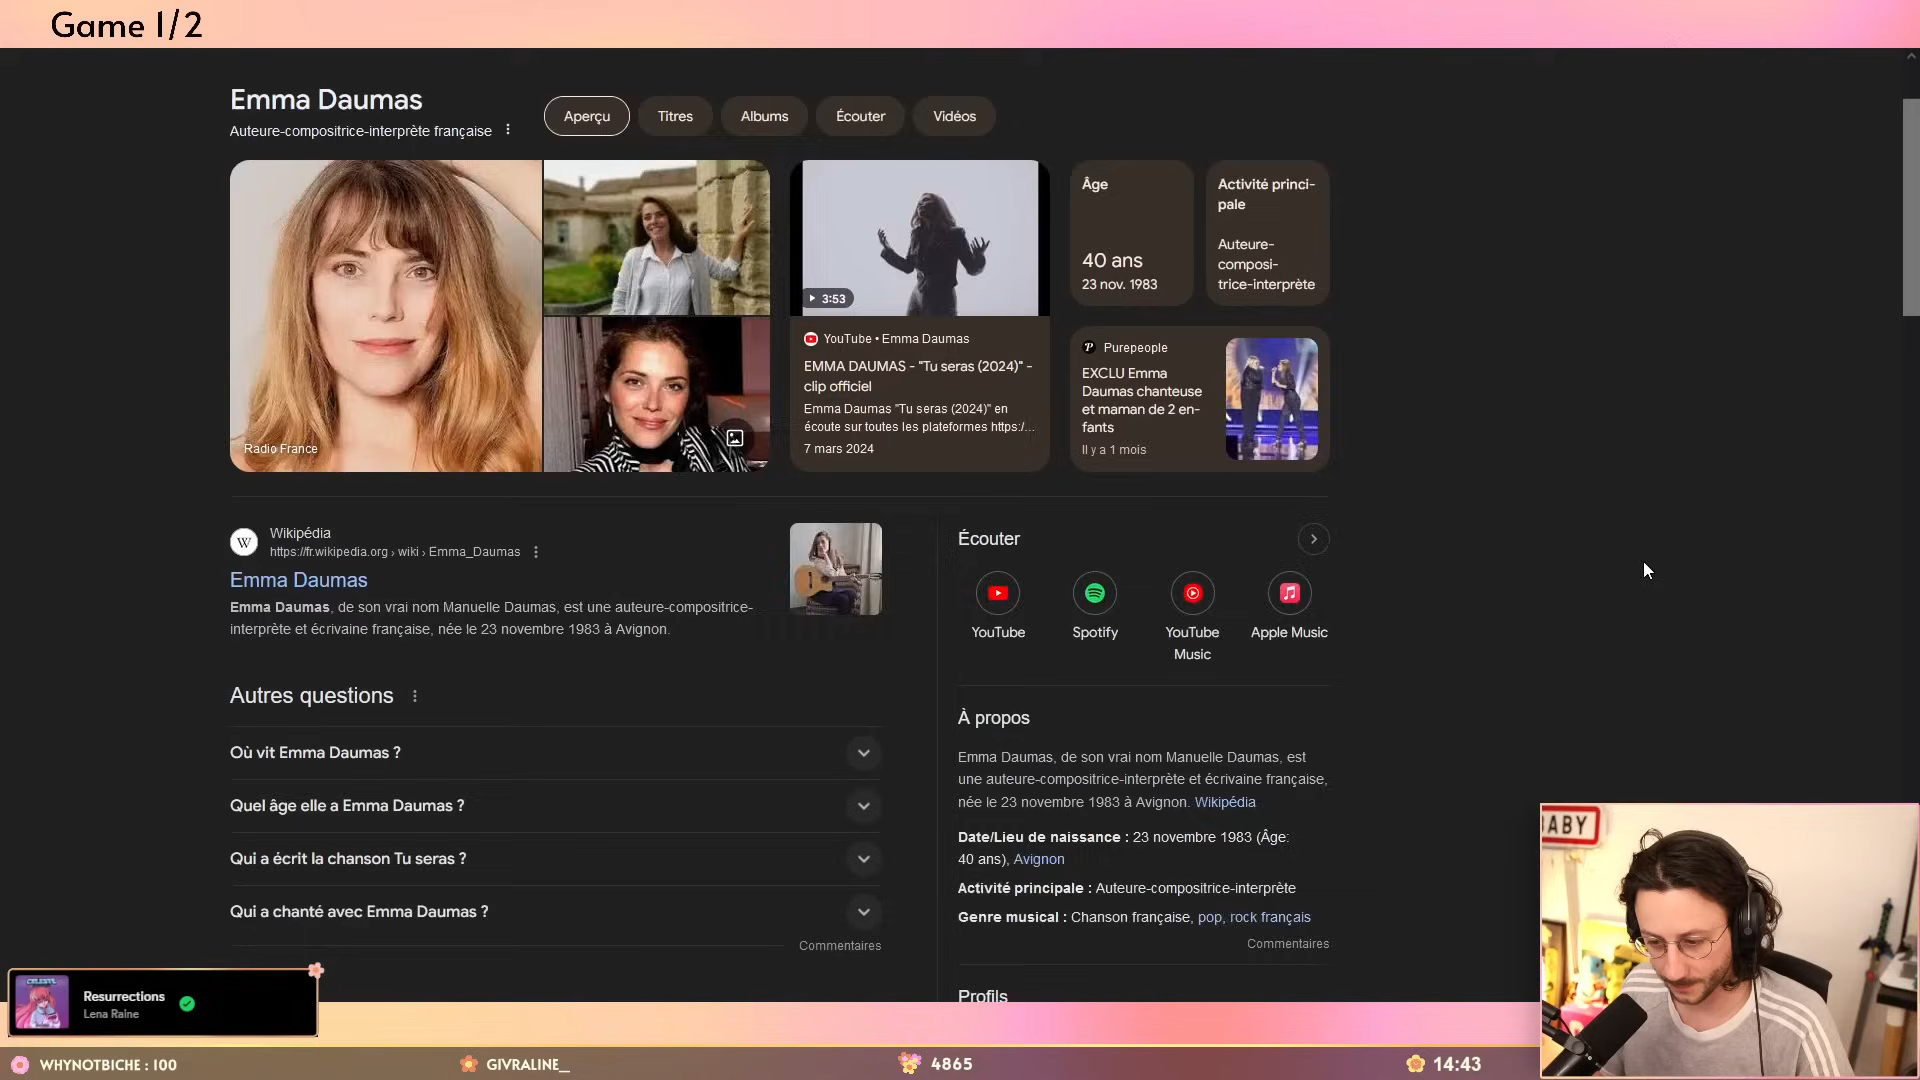 Game 1/2
Emma Daumas
Auteure-compositrice-interprète française
Aperçu
Titres
Albums
Écouter
Vidéos
Radio France
3:53
YouTube • Emma Daumas
EMMA DAUMAS - "Tu seras (2024)" -
clip officiel
Emma Daumas "Tu seras (2024)" en
écoute sur toutes les plateformes https:/...
7 mars 2024
Âge
40 ans
23 nov. 1983
Activité princi-
pale
Auteure-
composi-
trice-interprète
Purepeople
EXCLU Emma
Daumas chanteuse
et maman de 2 en-
fants
Il y a 1 mois
W
Wikipédia
https://fr.wikipedia.org › wiki › Emma_Daumas
Emma Daumas
Emma Daumas, de son vrai nom Manuelle Daumas, est une auteure-compositrice-
interprète et écrivaine française, née le 23 novembre 1983 à Avignon.
Autres questions
Où vit Emma Daumas ?
Quel âge elle a Emma Daumas ?
Qui a écrit la chanson Tu seras ?
Qui a chanté avec Emma Daumas ?
Commentaires
Écouter
YouTube
Spotify
YouTube
Music
Apple Music
À propos
Emma Daumas, de son vrai nom Manuelle Daumas, est
une auteure-compositrice-interprète et écrivaine française,
née le 23 novembre 1983 à Avignon. Wikipédia
Date/Lieu de naissance : 23 novembre 1983 (Âge:
40 ans), Avignon
Activité principale : Auteure-compositrice-interprète
Genre musical : Chanson française, pop, rock français
Commentaires
Profils
CELESTE
Resurrections
Lena Raine
BABY
WHYNOTBICHE : 100
GIVRALINE_
4865
14:43